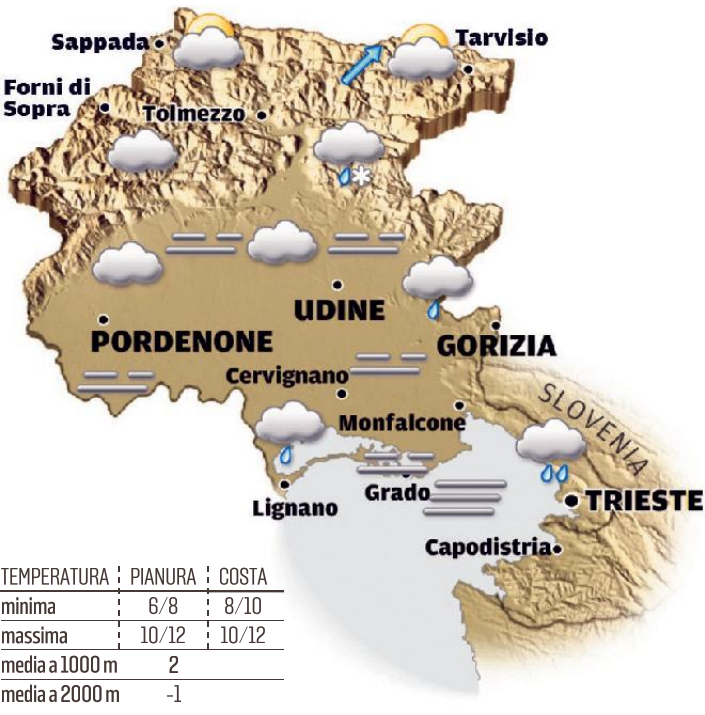 Sappada
Tarvisio
Forni di
Sopra
Tolmezzo
UDINE
PORDENONE
GORIZIA
Cervignano
SLOVENIA
Monfalcone
Lignano
Grado
TRIESTE
Capodistria
TEMPERATURA PIANURA COSTA
minima 6/8 8/10
massima 10/12 10/12
media a 1000 m 2
media a 2000 m -1